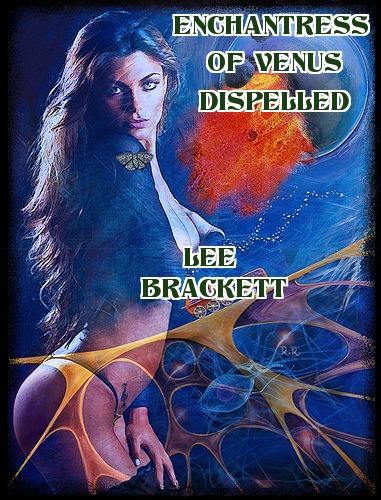 ENCHANTRESS
OF VENUS
DISPELLED
LEE
BRACKETT
R.R.